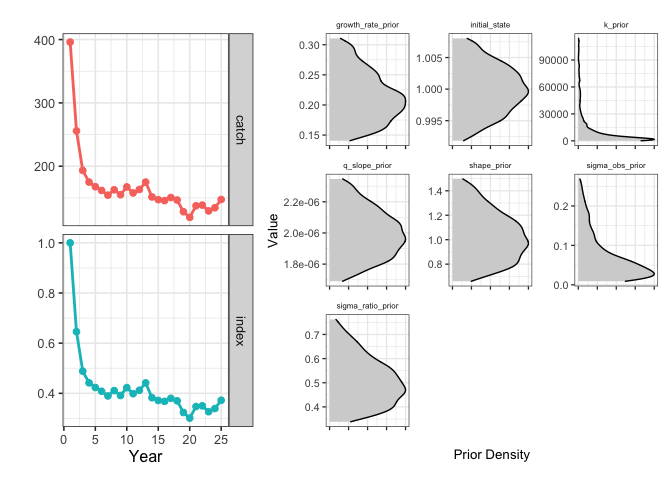 400
300
200
catch
1.0
0.8
0.6
0.4
index
0
5
10
15
20
25
Year
growth_rate_prior
0.30
0.25
0.20
0.15
initial_state
1.005
1.000
0.995
k_prior
90000
60000
30000
0
q_slope_prior
2.2e-06
2.0e-06
1.8e-06
shape_prior
1.4
1.2
1.0
0.8
sigma_obs_prior
0.2
0.1
0.0
sigma_ratio_prior
0.7
0.6
0.5
0.4
Value
Prior Density